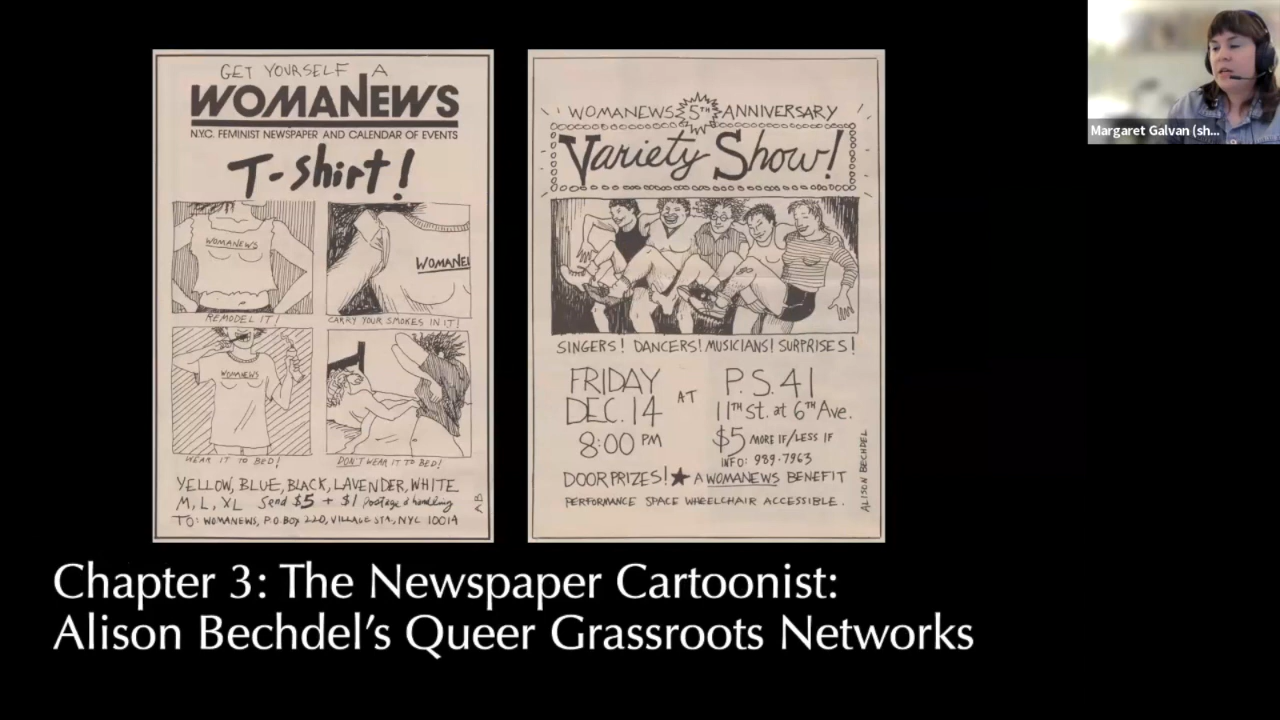 GET YOURSELF A
WOMANEWS
N.Y.C. FEMINIST NEWSPAPER AND CALENDAR OF EVENTS
T-shirt!
WOMANEWS
WOMANEW
REMODEL IT!
CARRY YOUR SMOKES IN IT!
WOMANEWS
WEAR IT TO BED!
DON'T WEAR IT TO BED!
YELLOW, BLUE, BLACK, LAVENDER, WHITE
M, L, XL Send $5 + $1 postage & handling
TO: WOMANEWS, P.O. BOX 220, VILLAGE STA, NYC 10014
AB
WOMANEWS 5TH ANNIVERSARY
Variety Show!
SINGERS! DANCERS! MUSICIANS! SURPRISES!
FRIDAY
DEC. 14
8:00 PM
AT
P.S. 41
11TH St. at 6TH Ave.
$5 MORE IF/LESS IF
INFO: 989-7963
DOOR PRIZES! ★ A WOMANEWS BENEFIT
PERFORMANCE SPACE WHEELCHAIR ACCESSIBLE.
ALISON BECHDEL
Chapter 3: The Newspaper Cartoonist:
Alison Bechdel's Queer Grassroots Networks
Margaret Galvan (sh...